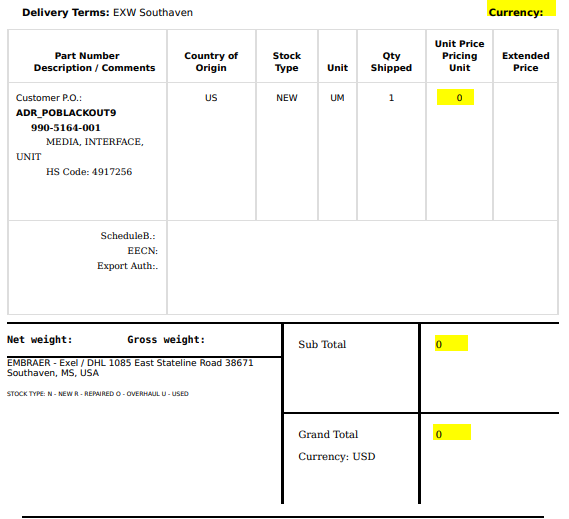 Delivery Terms: EXW Southaven Currency:
Part Number
Description / Comments
Country of
Origin
Stock
Type
Unit
Qty
Shipped
Unit Price
Pricing
Unit
Extended
Price
Customer P.O.: US NEW UM 1 0
ADR_POBLACKOUT9
990-5164-001
MEDIA, INTERFACE,
UNIT
HS Code: 4917256
ScheduleB.:
EECN:
Export Auth:.
Net weight: Gross weight:
EMBRAER - Exel / DHL 1085 East Stateline Road 38671
Southaven, MS, USA
STOCK TYPE: N - NEW R - REPAIRED O - OVERHAUL U - USED
Sub Total 0
Grand Total 0
Currency: USD